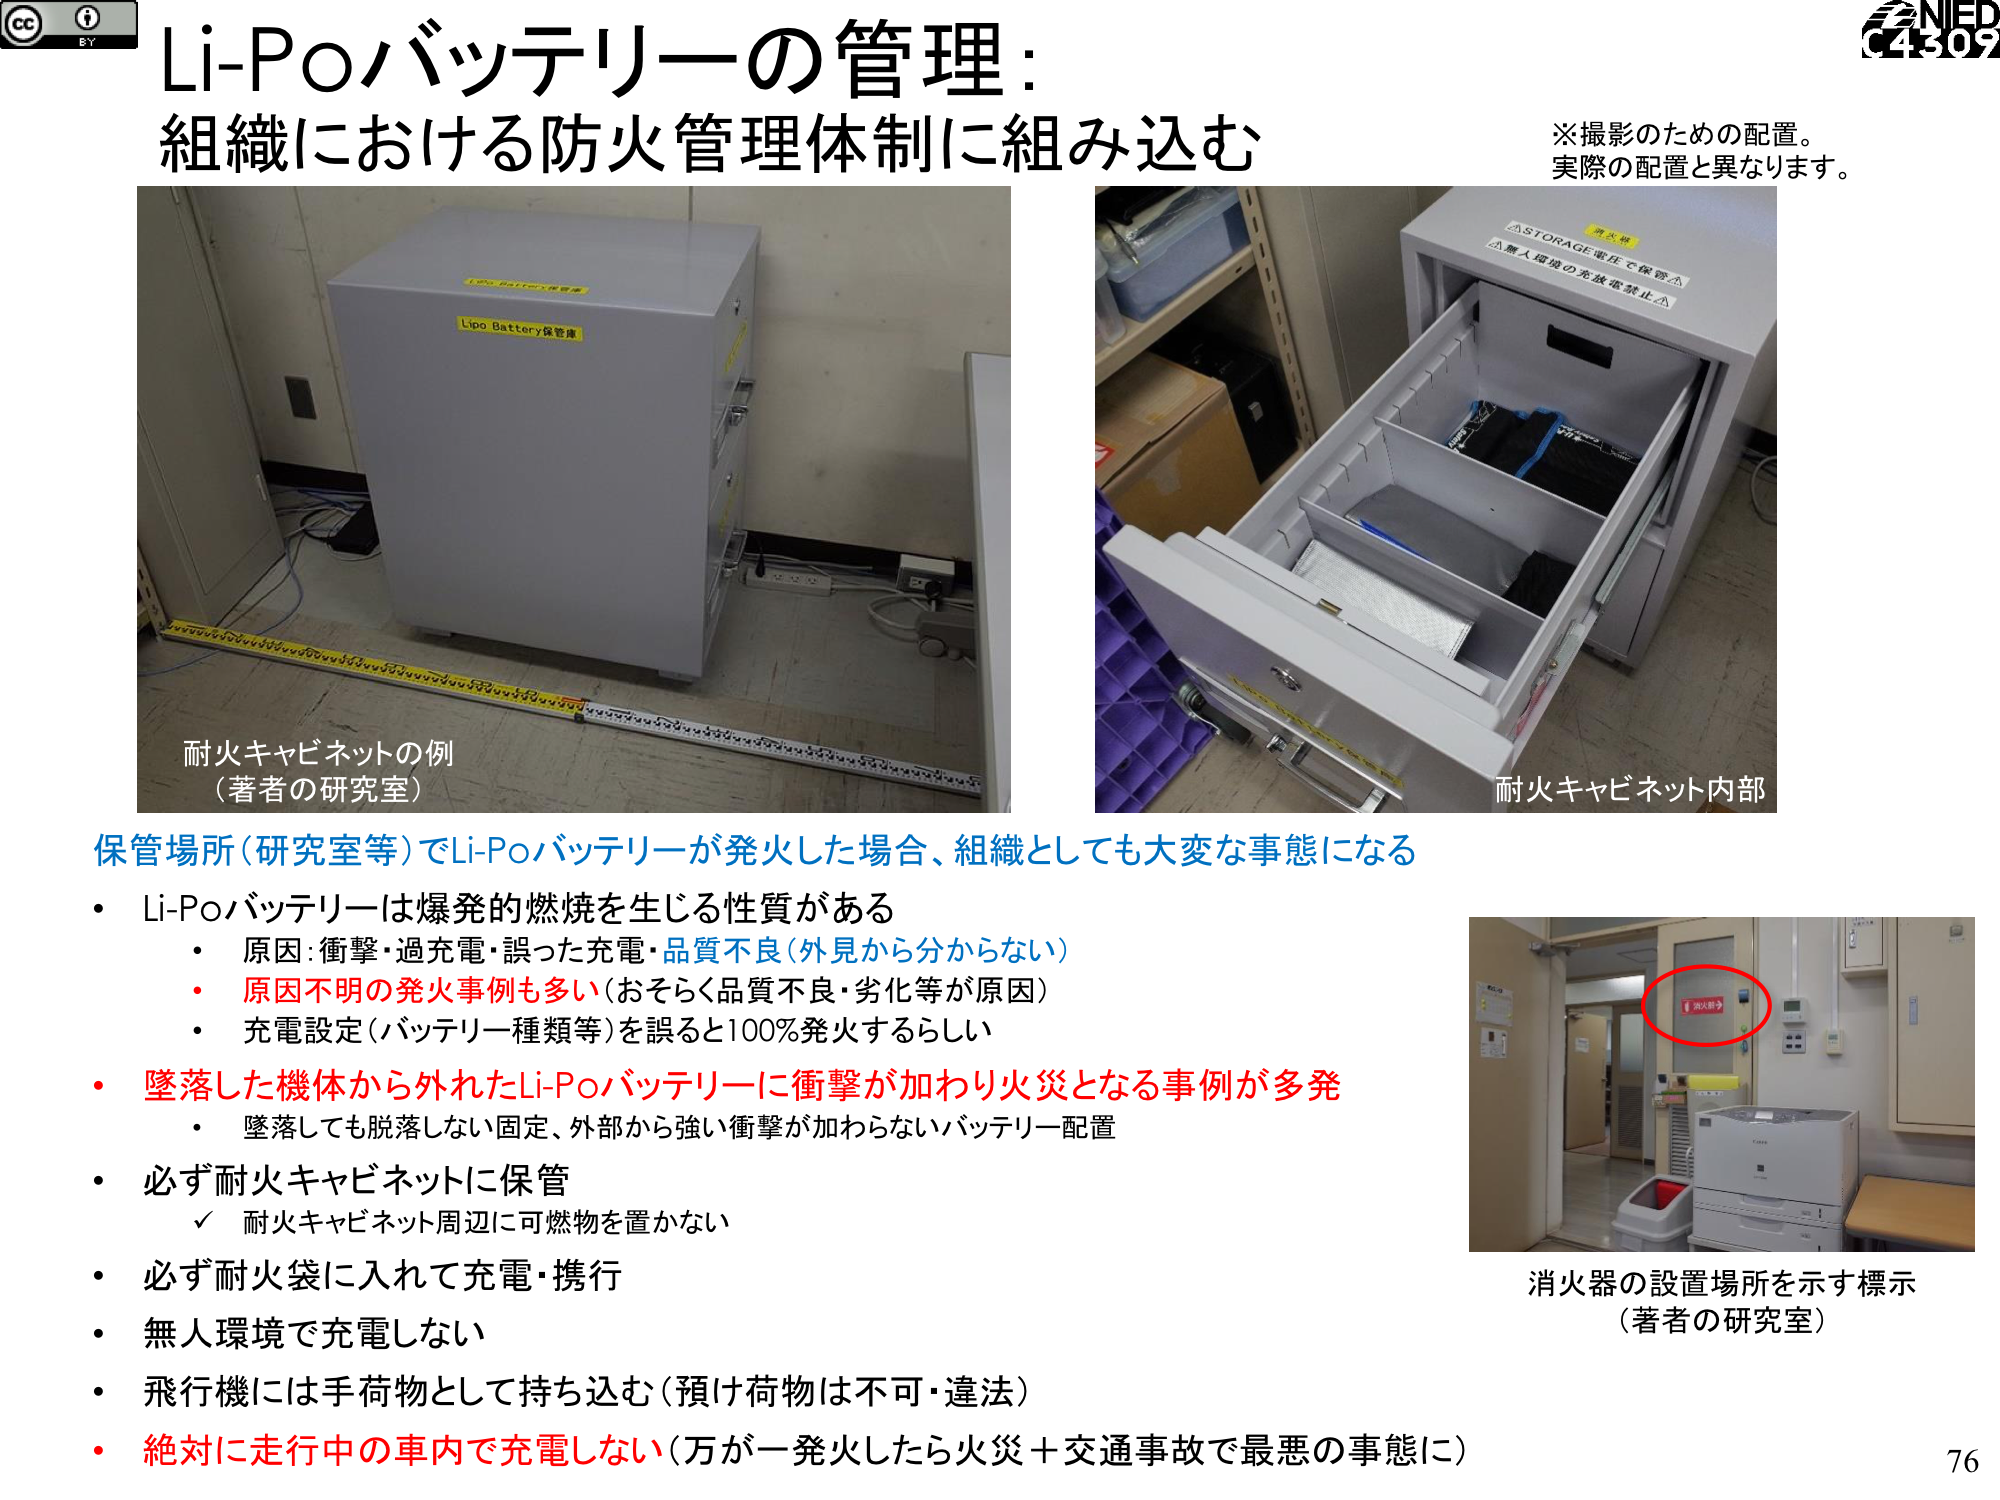 cc
BY
NIED
C4309
Li-Poバッテリーの管理：
組織における防火管理体制に組み込む
※撮影のための配置。
実際の配置と異なります。
Lipo Battery保管庫
Lipo Battery保管庫
消火器
⚠STORAGE電圧で保管⚠
⚠無人環境の充放電禁止⚠
耐火キャビネットの例
（著者の研究室）
耐火キャビネット内部
保管場所（研究室等）でLi-Poバッテリーが発火した場合、組織としても大変な事態になる
• Li-Poバッテリーは爆発的燃焼を生じる性質がある
• 原因：衝撃・過充電・誤った充電・品質不良（外見から分からない）
• 原因不明の発火事例も多い（おそらく品質不良・劣化等が原因）
• 充電設定（バッテリー種類等）を誤ると100%発火するらしい
• 墜落した機体から外れたLi-Poバッテリーに衝撃が加わり火災となる事例が多発
• 墜落しても脱落しない固定、外部から強い衝撃が加わらないバッテリー配置
• 必ず耐火キャビネットに保管
✓ 耐火キャビネット周辺に可燃物を置かない
• 必ず耐火袋に入れて充電・携行
• 無人環境で充電しない
• 飛行機には手荷物として持ち込む（預け荷物は不可・違法）
• 絶対に走行中の車内で充電しない（万が一発火したら火災＋交通事故で最悪の事態に）
消火器→
消火器の設置場所を示す標示
（著者の研究室）
76